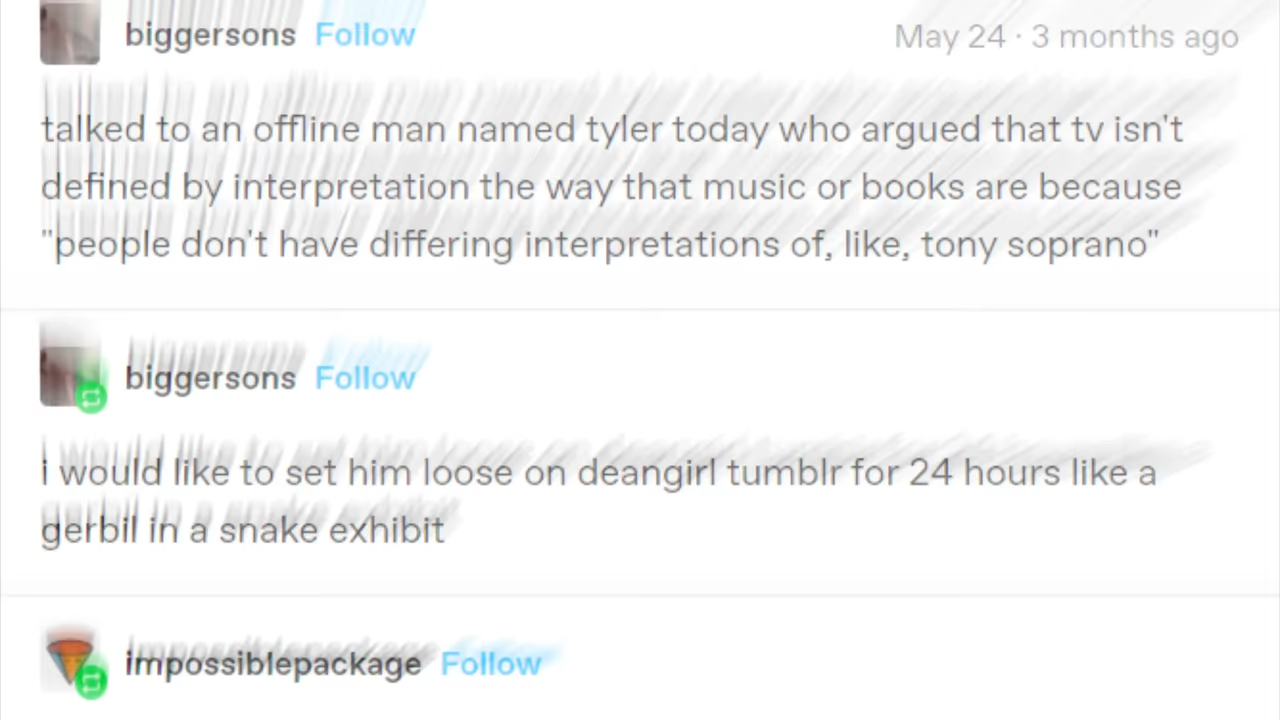 biggersons Follow May 24 · 3 months ago
talked to an offline man named tyler today who argued that tv isn't
defined by interpretation the way that music or books are because
"people don't have differing interpretations of, like, tony soprano"
biggersons Follow
i would like to set him loose on deangirl tumblr for 24 hours like a
gerbil in a snake exhibit
impossiblepackage Follow